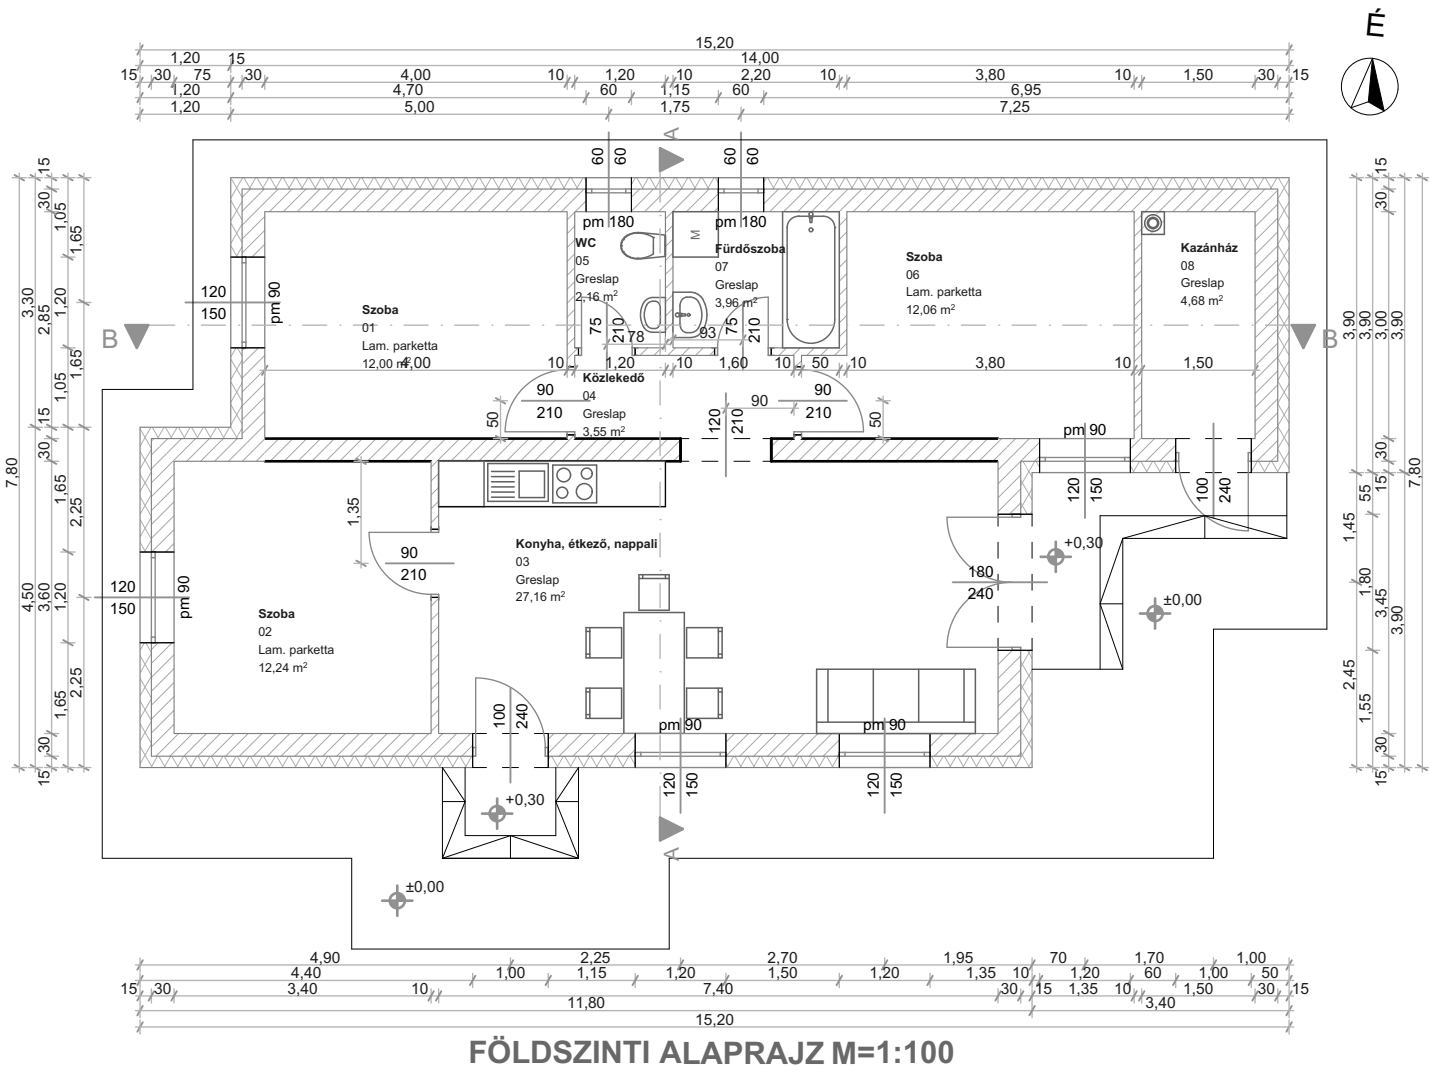 É
15,20
1,20 15 14,00
15 30 75 30 4,00 10 1,20 10 2,20 10 3,80 10 1,50 30 15
1,20 4,70 60 1,15 60 6,95
1,20 5,00 1,75 7,25
A
60 60 60 60
pm 180 pm 180
7,80
15 3,30 4,50
30 2,85 30 3,60 30 15
1,05 1,20 1,05 15 1,65 1,20 1,65
1,65 1,65 2,25 2,25
WC
05
Greslap
2,16 m²
M
Fürdőszoba
07
Greslap
3,96 m²
Szoba
06
Lam. parketta
12,06 m²
Kazánház
08
Greslap
4,68 m²
120
150
pm 90
Szoba
01
Lam. parketta
12,00 m²
75 210 78 93 75 210
B B
4,00 10 1,20 10 1,60 10 50 10 3,80 10 1,50
Közlekedő
04
Greslap
3,55 m²
90
210
50
120 210
90
90
210
50
pm 90
120 150
100 240
1,35
90
210
Konyha, étkező, nappali
03
Greslap
27,16 m²
+0,30
180
240
±0,00
120
150
pm 90
Szoba
02
Lam. parketta
12,24 m²
100 240
pm 90 pm 90
120 150 120 150
+0,30
A
±0,00
3,90 2,45 1,45
3,90 55 1,80 1,55
15 30 3,00 30 15 3,45 30 15
3,90 3,90
7,80
4,90 2,25 2,70 1,95 70 1,70 1,00
4,40 1,00 1,15 1,20 1,50 1,20 1,35 10 1,20 60 1,00 50
15 30 3,40 10 7,40 30 15 1,35 10 1,50 30 15
11,80 3,40
15,20
FÖLDSZINTI ALAPRAJZ M=1:100